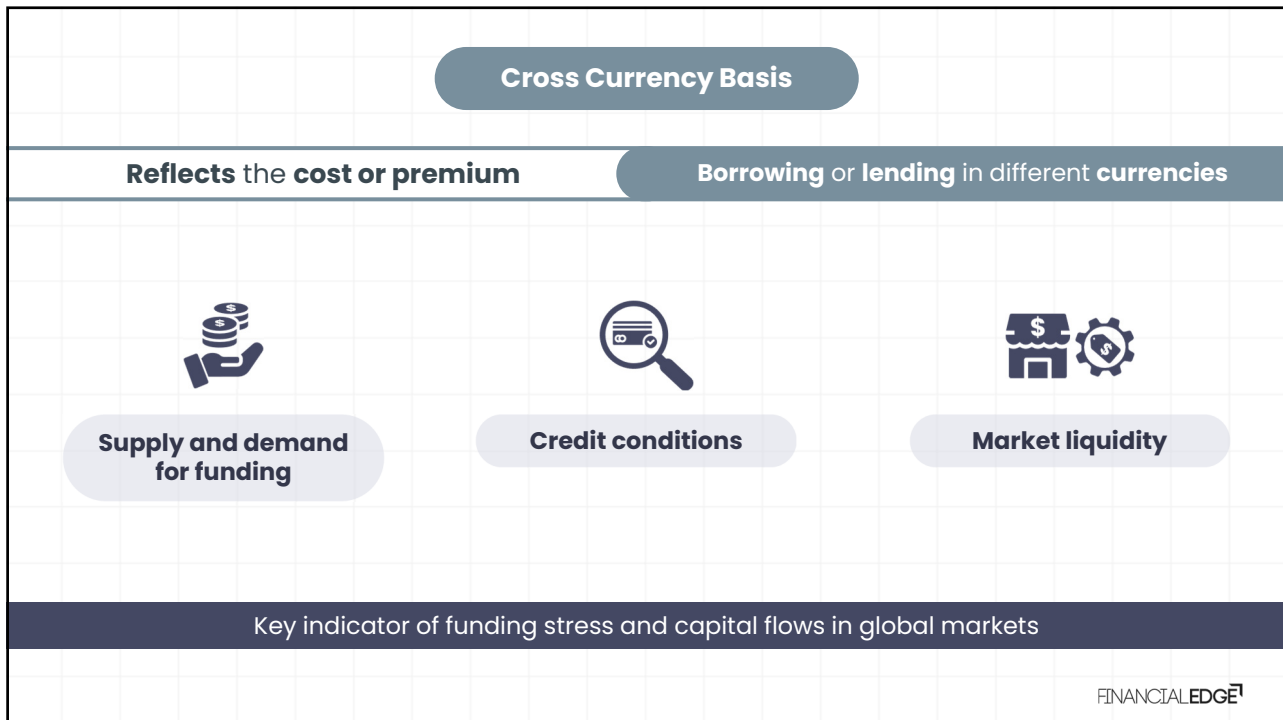 Cross Currency Basis
Reflects the cost or premium
Borrowing or lending in different currencies
$
$
$
$
Supply and demand
for funding
Credit conditions
Market liquidity
Key indicator of funding stress and capital flows in global markets
FINANCIALEDGE